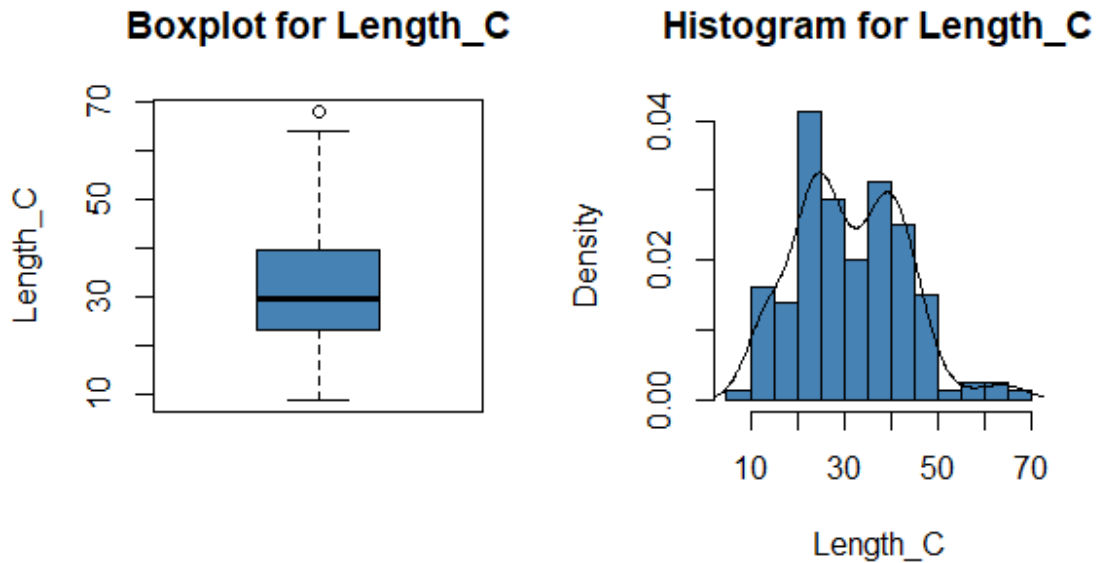 Boxplot for Length_C
Length_C
70
50
30
10
Histogram for Length_C
Density
0.04
0.02
0.00
10 30 50 70
Length_C